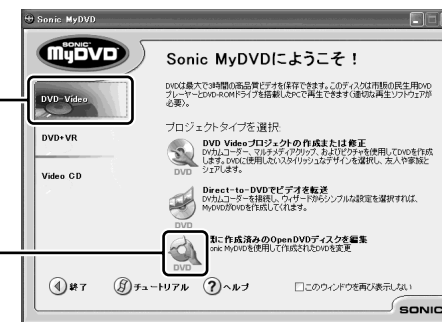 Sonic MyDVD
SONIC
MyDVD
Sonic MyDVDにようこそ！
DVDは最大で3時間の高品質ビデオを保存できます。このディスクは市販の民生用DVD
プレーヤーとDVD-ROMドライブを搭載したPCで再生できます（適切な再生ソフトウェアが
必要）。
DVD-Video
DVD+VR
Video CD
プロジェクトタイプを選択:
DVD Videoプロジェクトの作成または修正
DVカムコーダー、マルチメディアクリップ、およびピクチャを使用してDVDを作成
します。DVDに使用したいスタイリッシュなデザインを選択し、友人や家族と
シェアします。
DVD
Direct-to-DVDでビデオを転送
DVカムコーダーを接続し、ウィザードからシンプルな設定を選択すれば、
MyDVDがDVDを作成してくれます。
DVD
に作成済みのOpenDVDディスクを編集
onic MyDVDを使用して作成されたDVDを変更
DVD
終了
チュートリアル
ヘルプ
このウィンドウを再び表示しない
SONIC